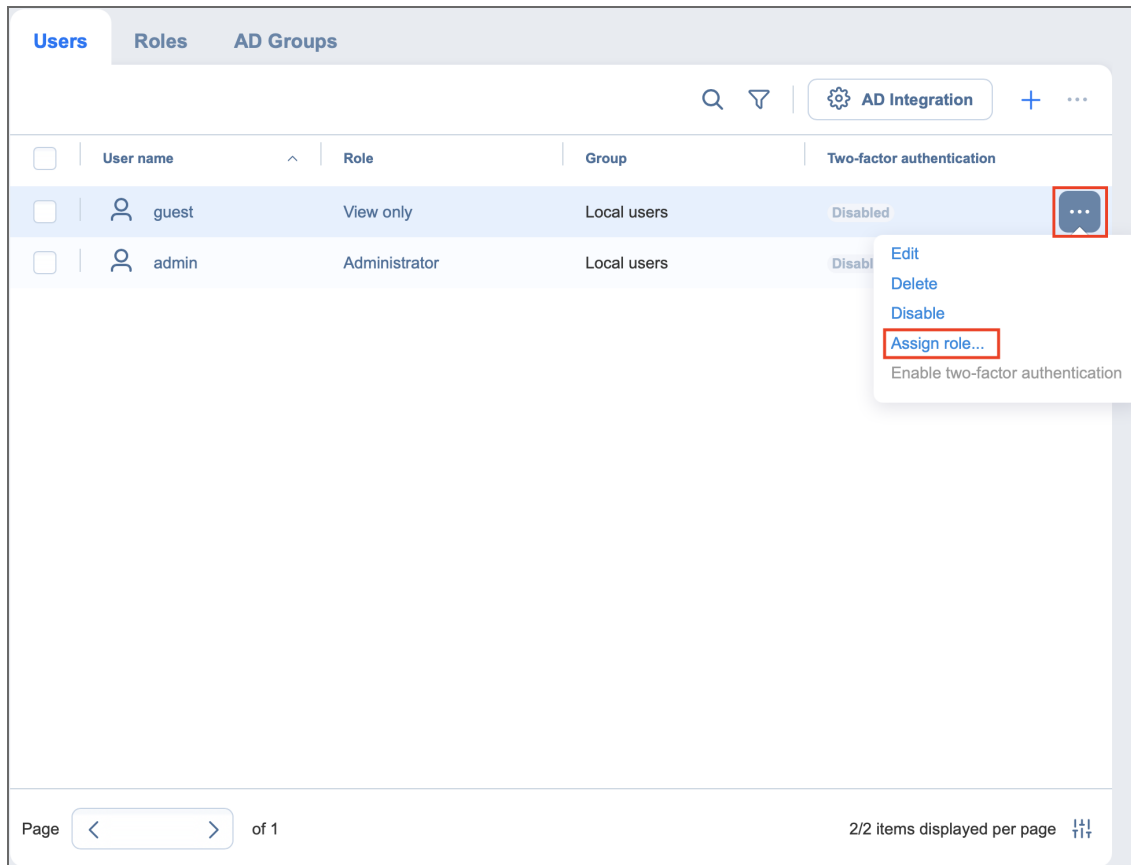 Users Roles AD Groups
AD Integration
User name Role Group Two-factor authentication
guest View only Local users Disabled
admin Administrator Local users Disabl
Edit
Delete
Disable
Assign role...
Enable two-factor authentication
Page of 1 2/2 items displayed per page